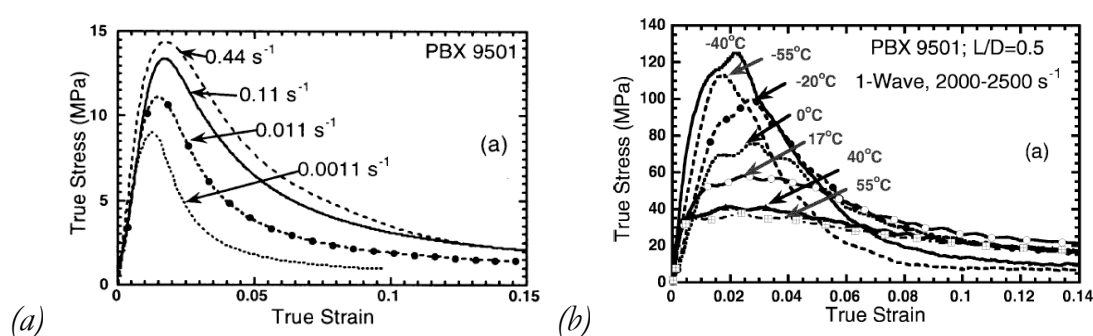 15
10
5
0
0
0.05
0.1
0.15
True Stress (MPa)
True Strain
PBX 9501
0.44 s⁻¹
0.11 s⁻¹
0.011 s⁻¹
0.0011 s⁻¹
(a)
(a)
140
120
100
80
60
40
20
0
0
0.02
0.04
0.06
0.08
0.1
0.12
0.14
True Stress (MPa)
True Strain
PBX 9501; L/D=0.5
1-Wave, 2000-2500 s⁻¹
-40°C
-55°C
-20°C
0°C
17°C
40°C
55°C
(a)
(b)